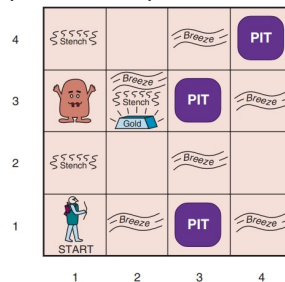 4 Stench Breeze PIT
Breeze
3 Stench PIT Breeze
Gold
2 Stench Breeze
1 Breeze PIT Breeze
START
1 2 3 4